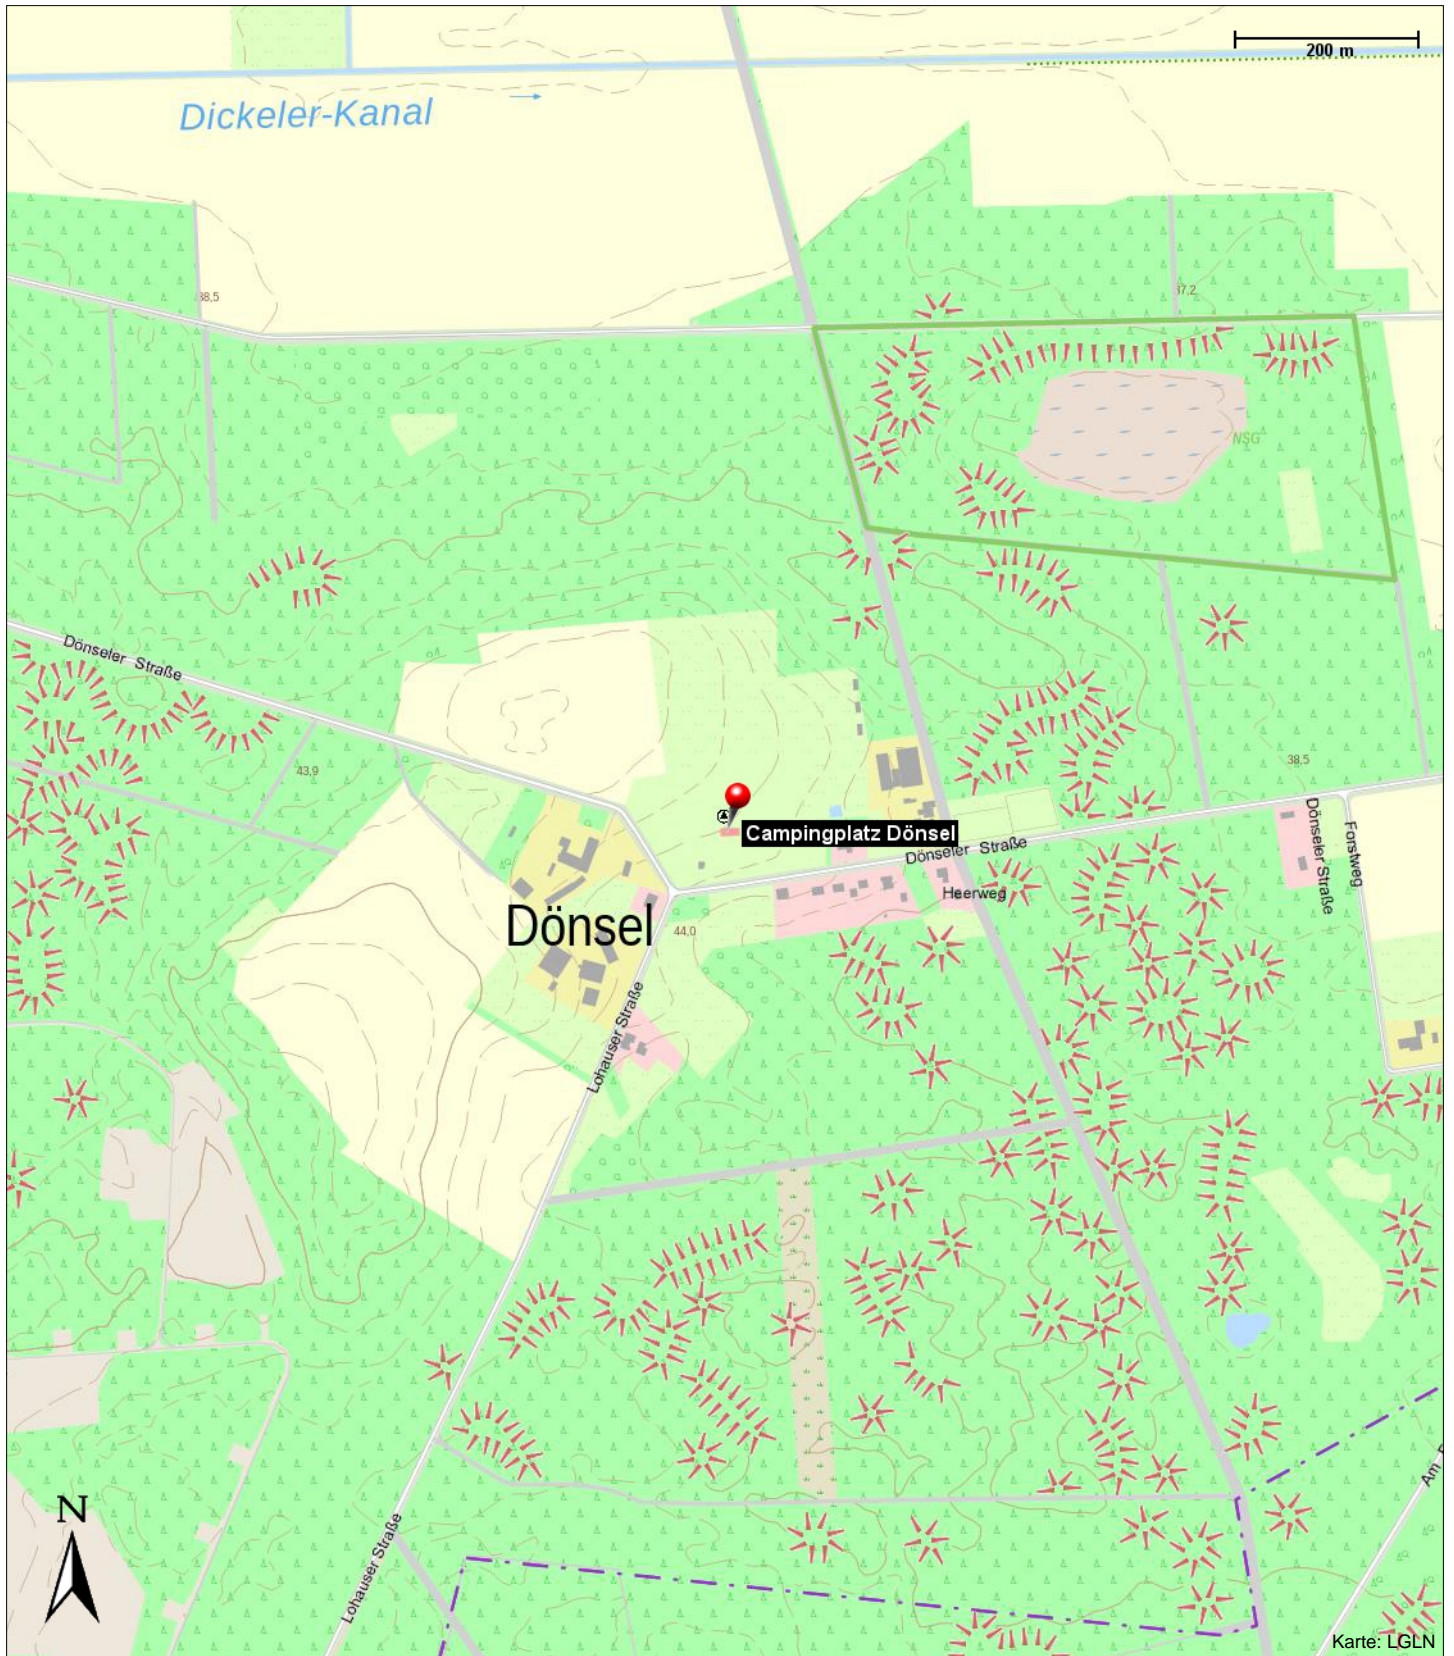 200 m
Dickeler-Kanal
38,5
37,2
NSG
Dönseler Straße
43,9
38,5
Campingplatz Dönsel
Dönseler Straße
Dönseler Straße
Forstweg
Heerweg
Dönsel
44,0
Lohauser Straße
N
Lohauser Straße
Am
Karte: LGLN